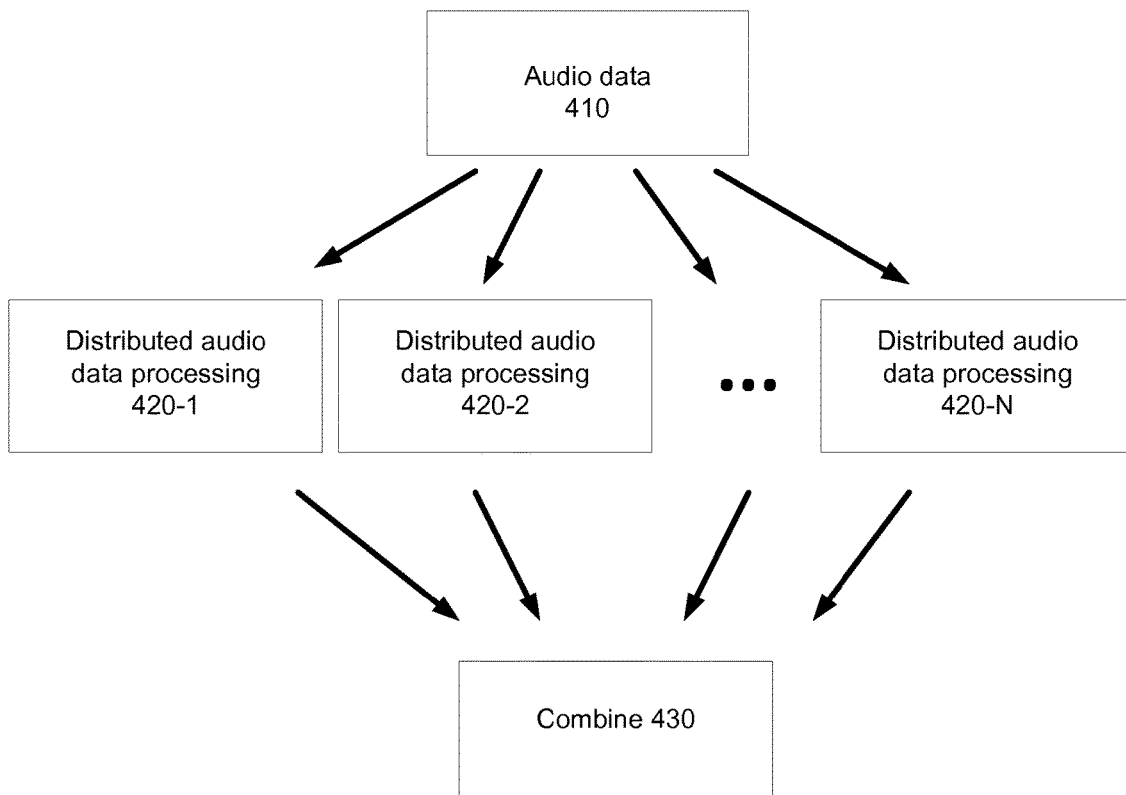 Audio data
410
Distributed audio
data processing
420-1
Distributed audio
data processing
420-2
Distributed audio
data processing
420-N
Combine 430